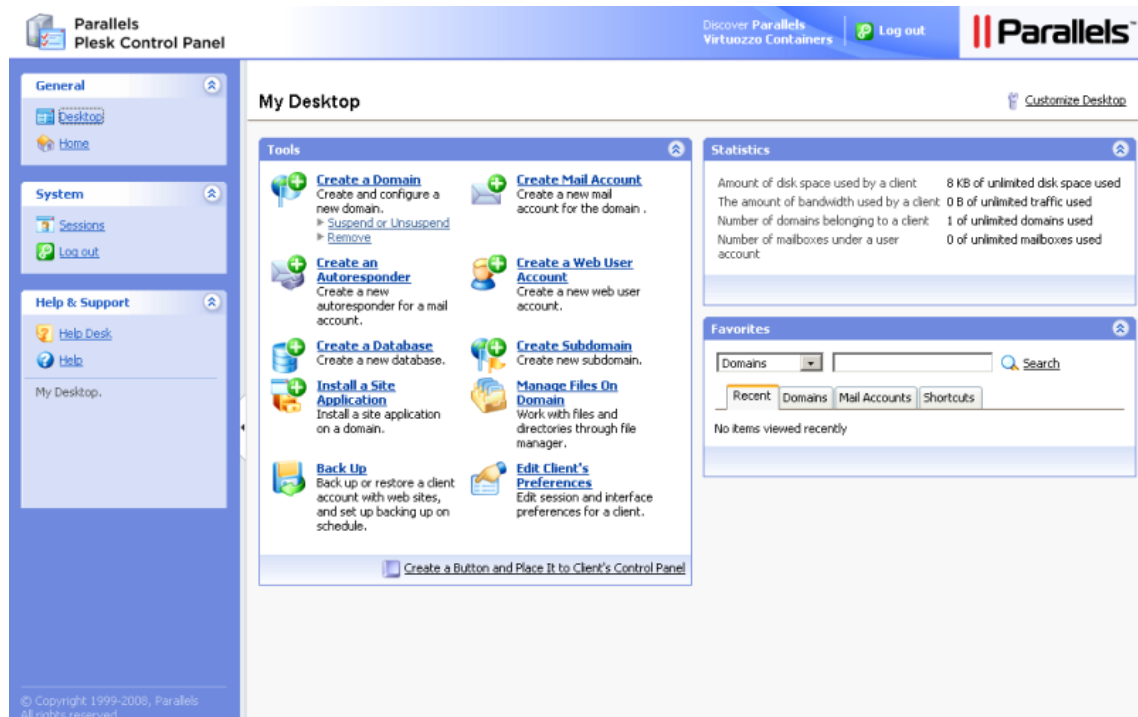 Parallels
Plesk Control Panel
Discover Parallels
Virtuozzo Containers
Log out
Parallels™
General
Desktop
Home
System
Sessions
Log out
Help & Support
Help Desk
Help
My Desktop.
© Copyright 1999-2008, Parallels
All rights reserved
My Desktop
Customize Desktop
Tools
Create a Domain
Create and configure a
new domain.
Suspend or Unsuspend
Remove
Create Mail Account
Create a new mail
account for the domain .
Create an
Autoresponder
Create a new
autoresponder for a mail
account.
Create a Web User
Account
Create a new web user
account.
Create a Database
Create a new database.
Create Subdomain
Create new subdomain.
Install a Site
Application
Install a site application
on a domain.
Manage Files On
Domain
Work with files and
directories through file
manager.
Back Up
Back up or restore a client
account with web sites,
and set up backing up on
schedule.
Edit Client's
Preferences
Edit session and interface
preferences for a client.
Create a Button and Place It to Client's Control Panel
Statistics
Amount of disk space used by a client 8 KB of unlimited disk space used
The amount of bandwidth used by a client 0 B of unlimited traffic used
Number of domains belonging to a client 1 of unlimited domains used
Number of mailboxes under a user 0 of unlimited mailboxes used
account
Favorites
Domains
Search
Recent Domains Mail Accounts Shortcuts
No items viewed recently